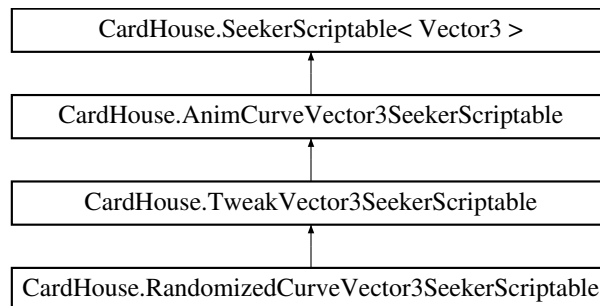 CardHouse.SeekerScriptable< Vector3 >
CardHouse.AnimCurveVector3SeekerScriptable
CardHouse.TweakVector3SeekerScriptable
CardHouse.RandomizedCurveVector3SeekerScriptable